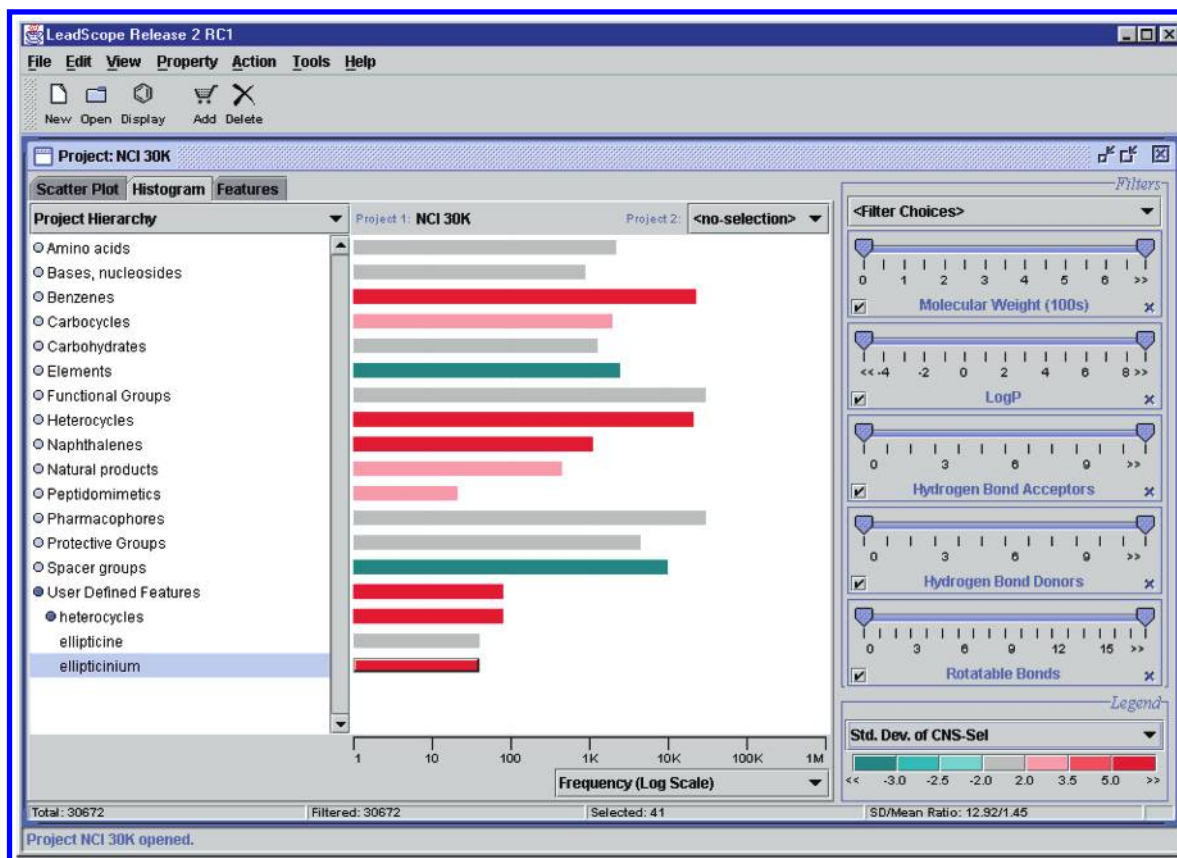 LeadScope Release 2 RC1
File Edit View Property Action Tools Help
New Open Display Add Delete
Project: NCI 30K
Scatter Plot Histogram Features
Project Hierarchy
Project 1: NCI 30K Project 2: <no-selection>
Amino acids
Bases, nucleosides
Benzenes
Carbocycles
Carbohydrates
Elements
Functional Groups
Heterocycles
Naphthalenes
Natural products
Peptidomimetics
Pharmacophores
Protective Groups
Spacer groups
User Defined Features
heterocycles
ellipticine
ellipticinium
1 10 100 1K 10K 100K 1M
Frequency (Log Scale)
Filters
<Filter Choices>
0 1 2 3 4 5 6 >>
Molecular Weight (100s)
<< -4 -2 0 2 4 6 8 >>
LogP
0 3 6 9 >>
Hydrogen Bond Acceptors
0 3 6 9 >>
Hydrogen Bond Donors
0 3 6 9 12 15 >>
Rotatable Bonds
Legend
Std. Dev. of CNS-Sel
<< -3.0 -2.5 -2.0 2.0 3.5 5.0 >>
Total: 30672 Filtered: 30672 Selected: 41 SD/Mean Ratio: 12.92/1.45
Project NCI 30K opened.